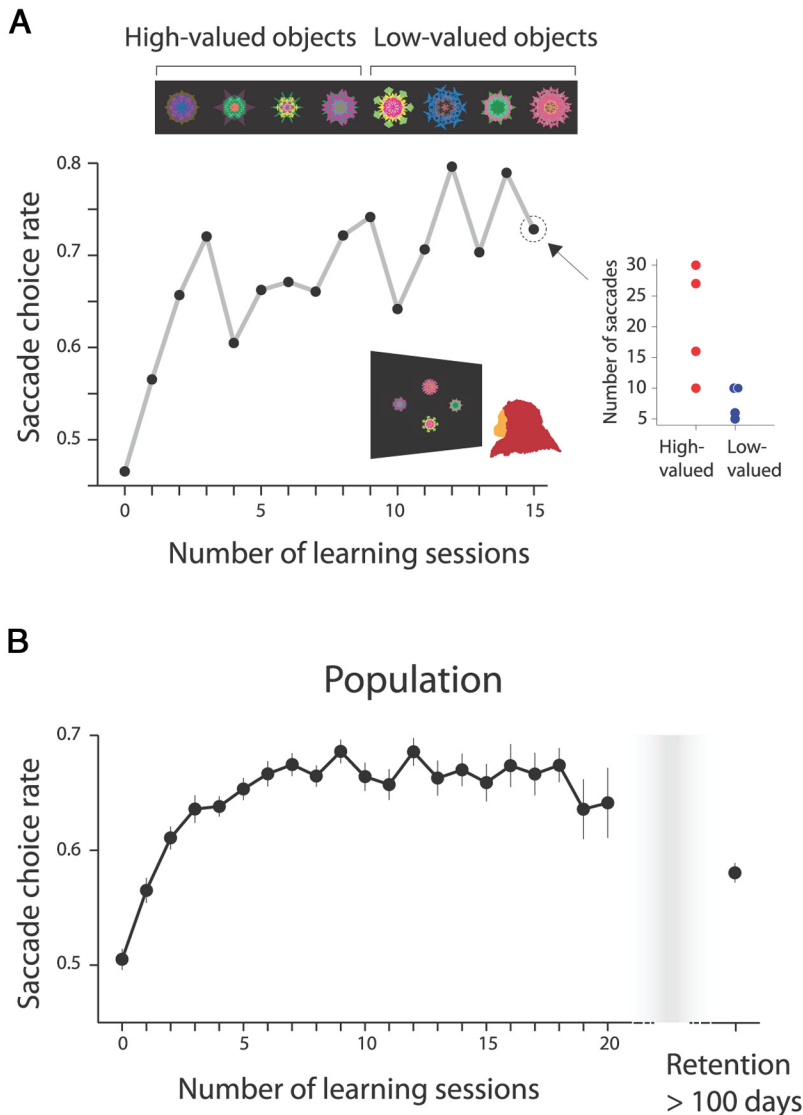 A
High-valued objects Low-valued objects
0.8
0.7
0.6
0.5
Saccade choice rate
0 5 10 15
Number of learning sessions
30
25
20
15
10
5
Number of saccades
High-valued
Low-valued
B
Population
0.7
0.6
0.5
Saccade choice rate
0 5 10 15 20
Number of learning sessions
Retention
> 100 days